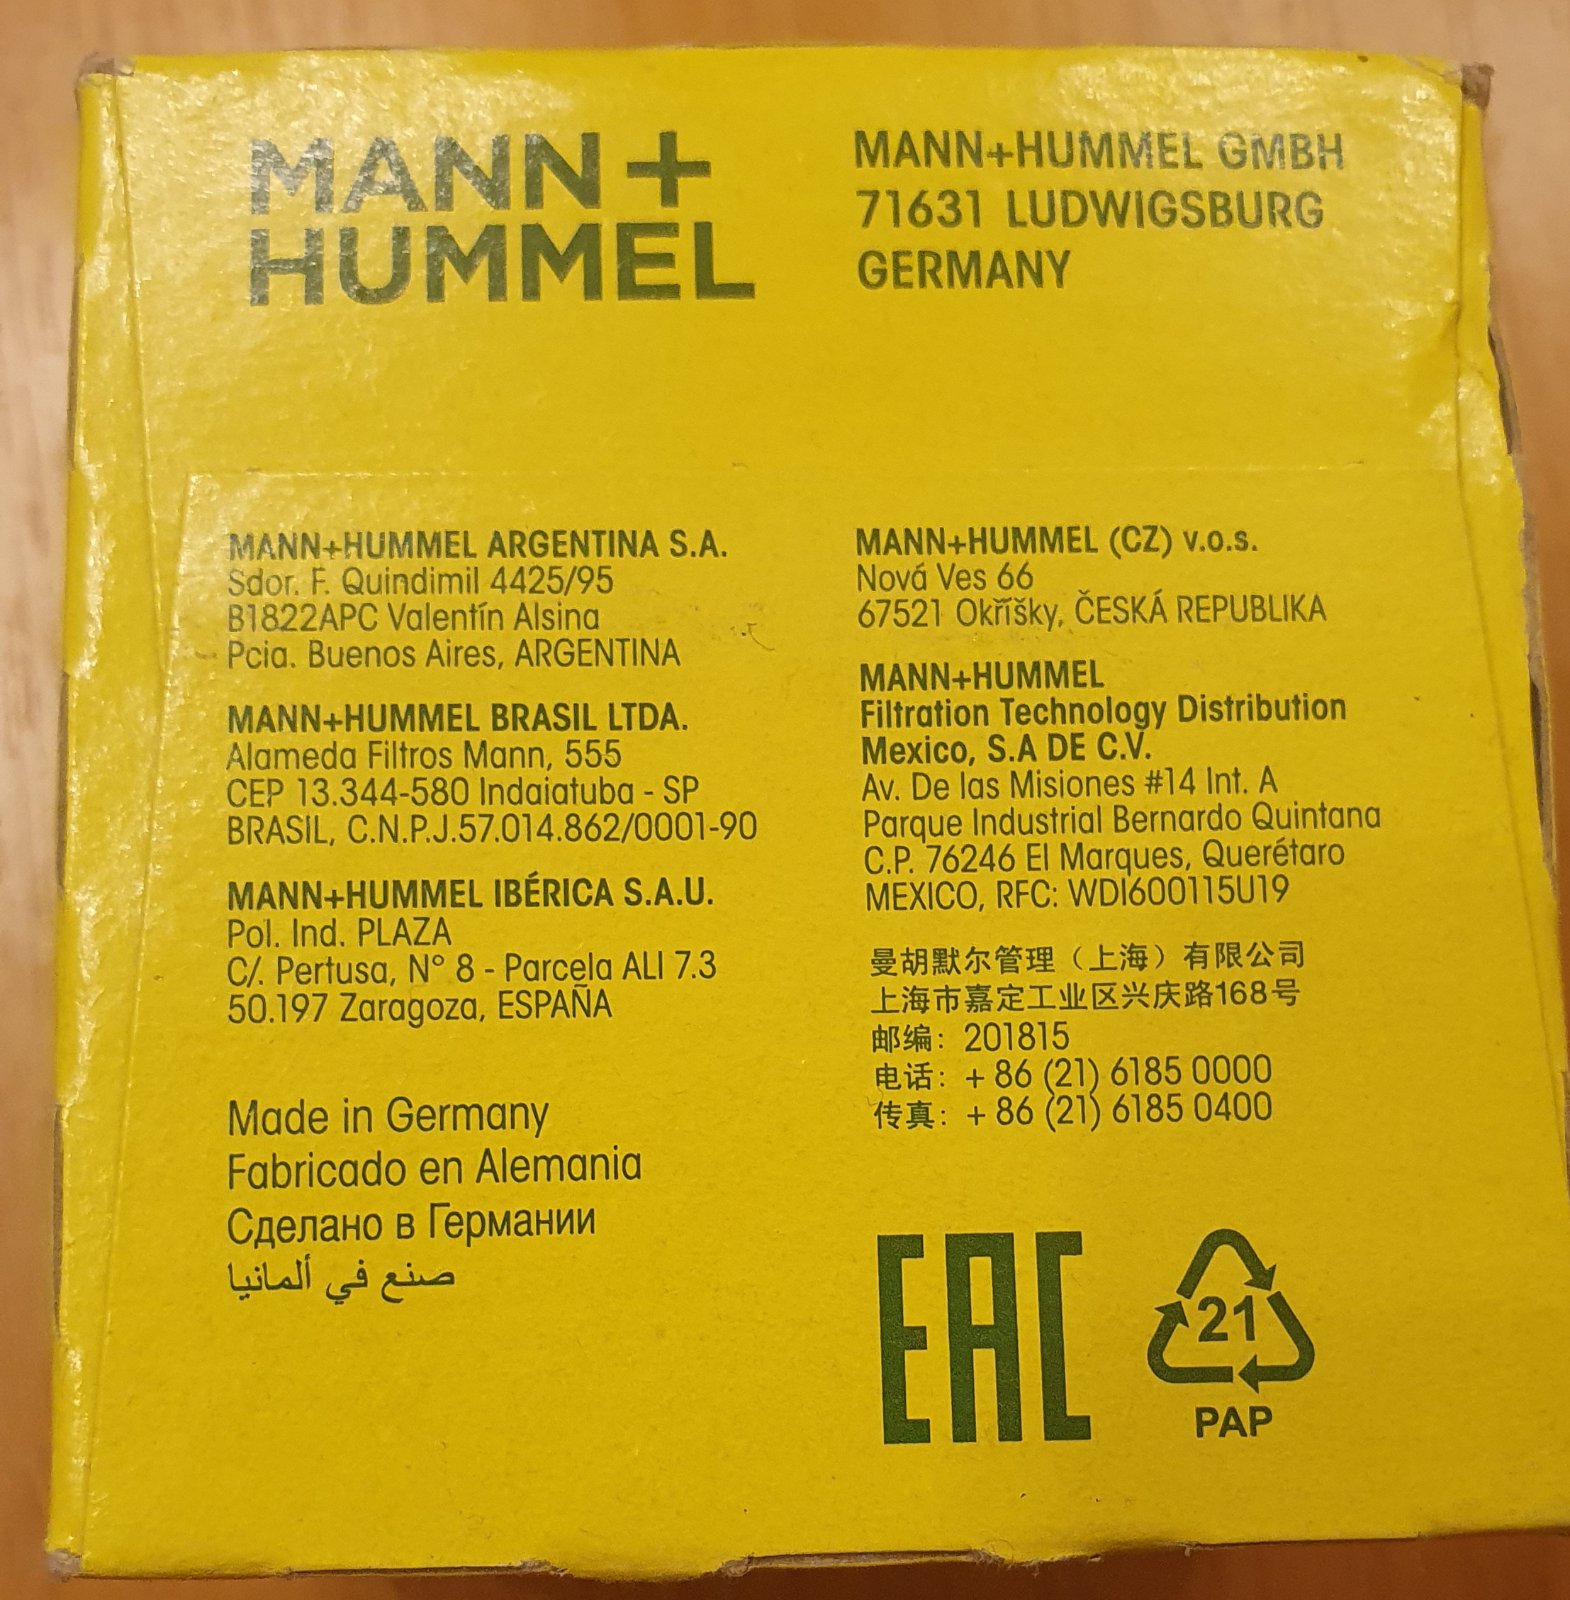 MANN+
HUMMEL
MANN+HUMMEL GMBH
71631 LUDWIGSBURG
GERMANY
MANN+HUMMEL ARGENTINA S.A.
Sdor. F. Quindimil 4425/95
B1822APC Valentín Alsina
Pcia. Buenos Aires, ARGENTINA
MANN+HUMMEL BRASIL LTDA.
Alameda Filtros Mann, 555
CEP 13.344-580 Indaiatuba - SP
BRASIL, C.N.P.J.57.014.862/0001-90
MANN+HUMMEL IBÉRICA S.A.U.
Pol. Ind. PLAZA
C/. Pertusa, N° 8 - Parcela ALI 7.3
50.197 Zaragoza, ESPAÑA
Made in Germany
Fabricado en Alemania
Сделано в Германии
صنع في ألمانيا
MANN+HUMMEL (CZ) v.o.s.
Nová Ves 66
67521 Okříšky, ČESKÁ REPUBLIKA
MANN+HUMMEL
Filtration Technology Distribution
Mexico, S.A DE C.V.
Av. De las Misiones #14 Int. A
Parque Industrial Bernardo Quintana
C.P. 76246 El Marques, Querétaro
MEXICO, RFC: WDI600115U19
曼胡默尔管理（上海）有限公司
上海市嘉定工业区兴庆路168号
邮编: 201815
电话: + 86 (21) 6185 0000
传真: + 86 (21) 6185 0400
EAC
21
PAP